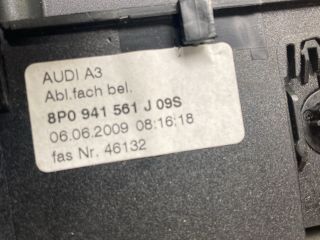 AUDI A3
Abl.fach bel.
8P0 941 561 J 09S
06.06.2009 08:16:18
fas Nr. 46132